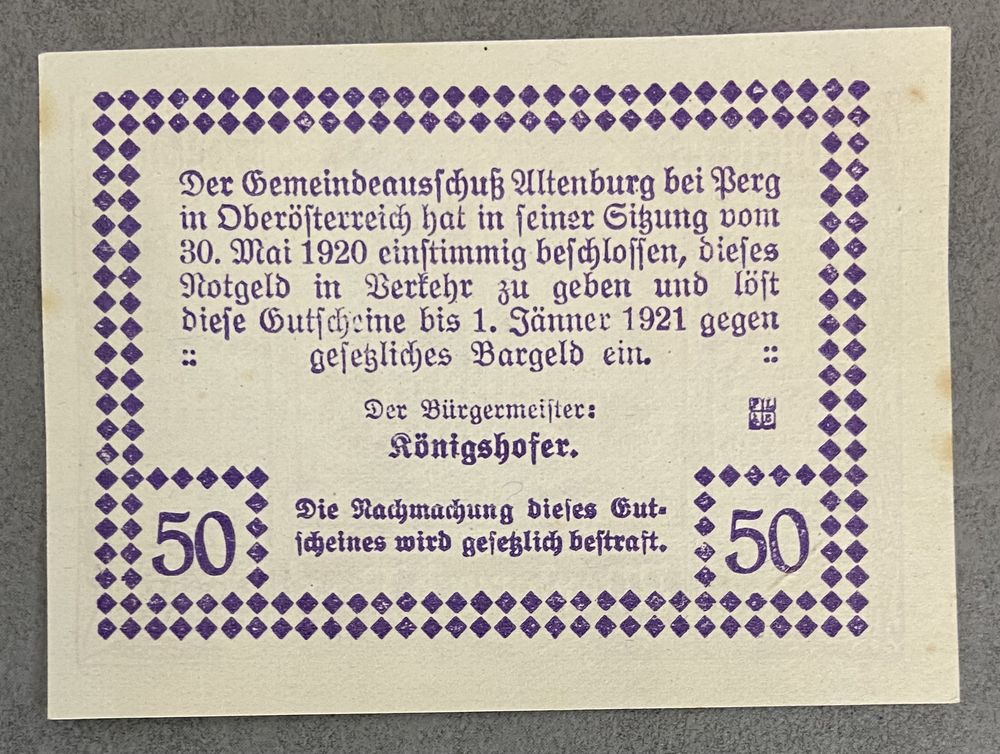 Der Gemeindeausschuß Altenburg bei Perg
in Oberösterreich hat in seiner Sitzung vom
30. Mai 1920 einstimmig beschlossen, dieses
Notgeld in Verkehr zu geben und löst
diese Gutscheine bis 1. Jänner 1921 gegen
:: gesetzliches Bargeld ein. ::
Der Bürgermeister:
Königshofer.
Die Nachmachung dieses Gut-
scheines wird gesetzlich bestraft.
50
50